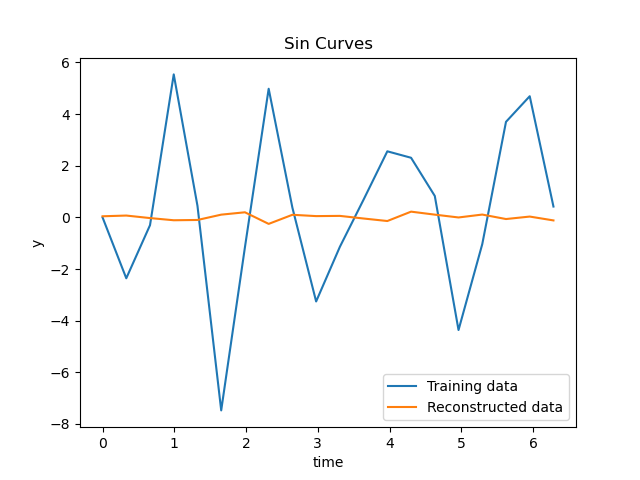 Sin Curves
6
4
2
0
−2
−4
−6
−8
y
0 1 2 3 4 5 6
time
Training data
Reconstructed data